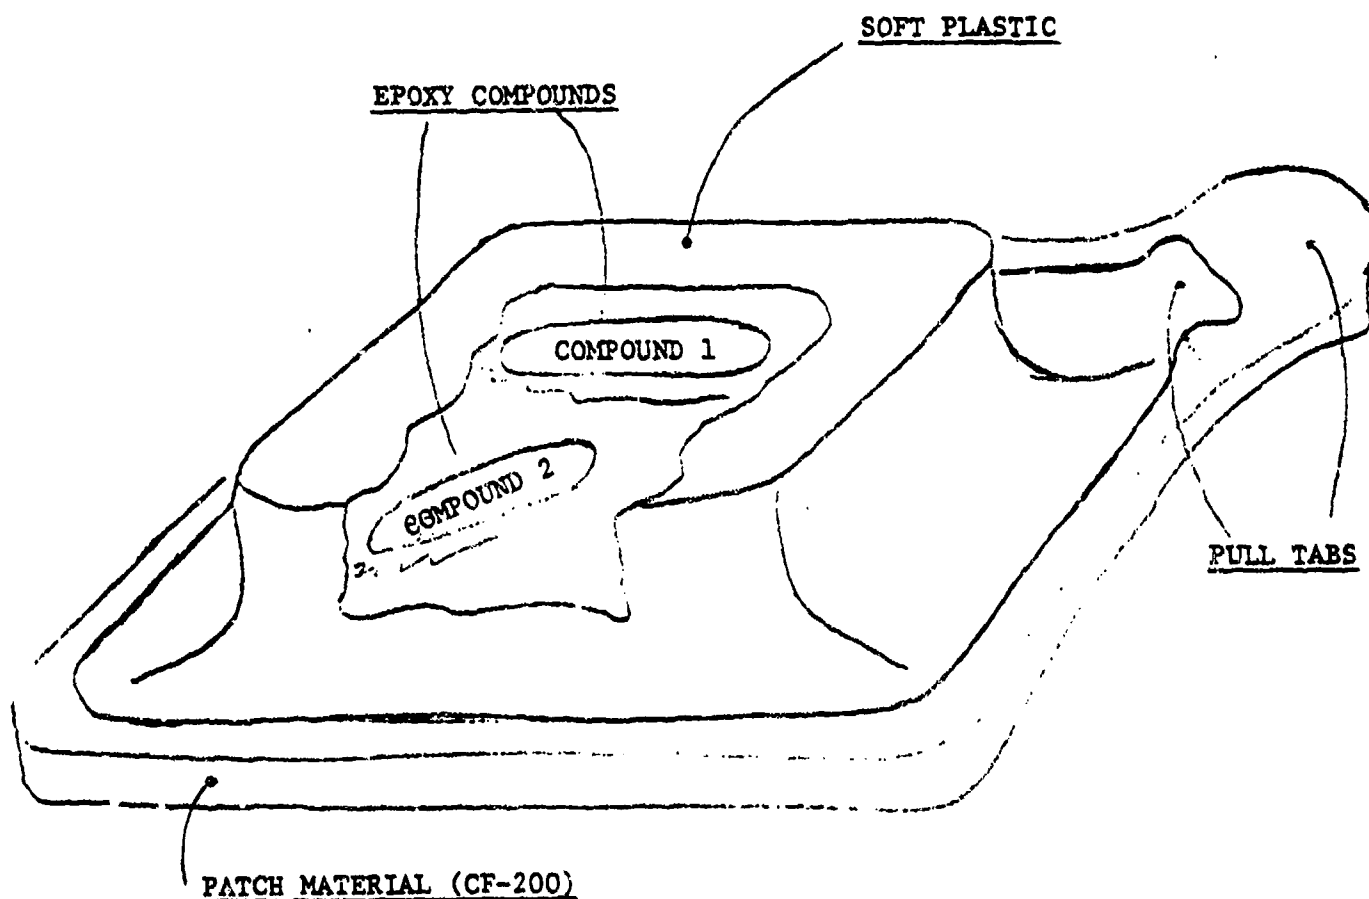 SOFT PLASTIC
EPOXY COMPOUNDS
COMPOUND 1
COMPOUND 2
PULL TABS
PATCH MATERIAL (CF-200)